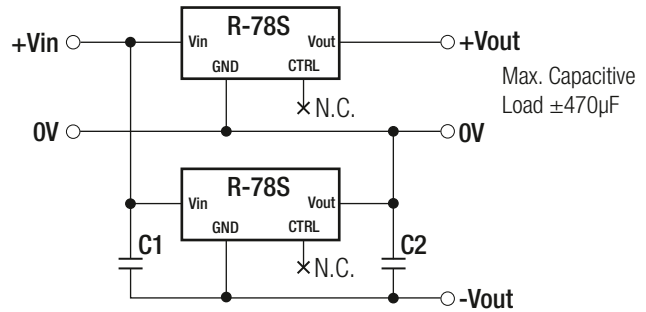 R-78S
+Vin
Vin
Vout
+Vout
GND
CTRL
Max. Capacitive
Load ±470µF
N.C.
0V
0V
R-78S
Vin
Vout
GND
CTRL
C1
C2
N.C.
-Vout